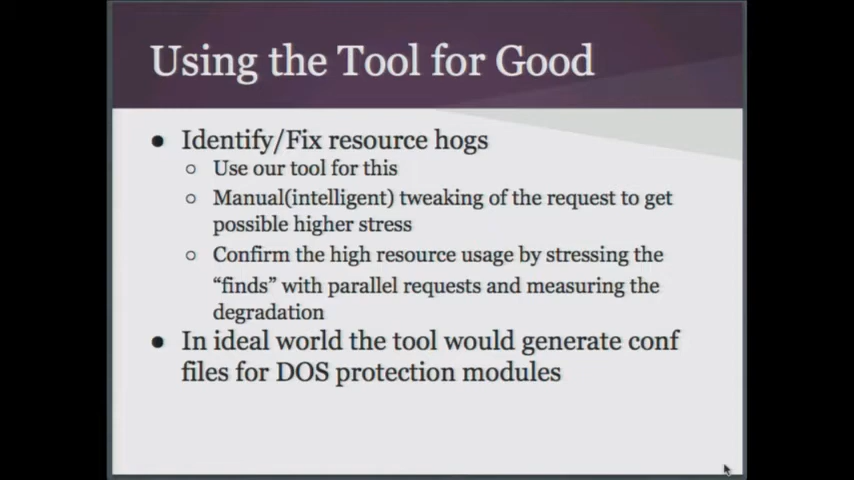 Using the Tool for Good
● Identify/Fix resource hogs
○ Use our tool for this
○ Manual(intelligent) tweaking of the request to get
possible higher stress
○ Confirm the high resource usage by stressing the
“finds” with parallel requests and measuring the
degradation
● In ideal world the tool would generate conf
files for DOS protection modules